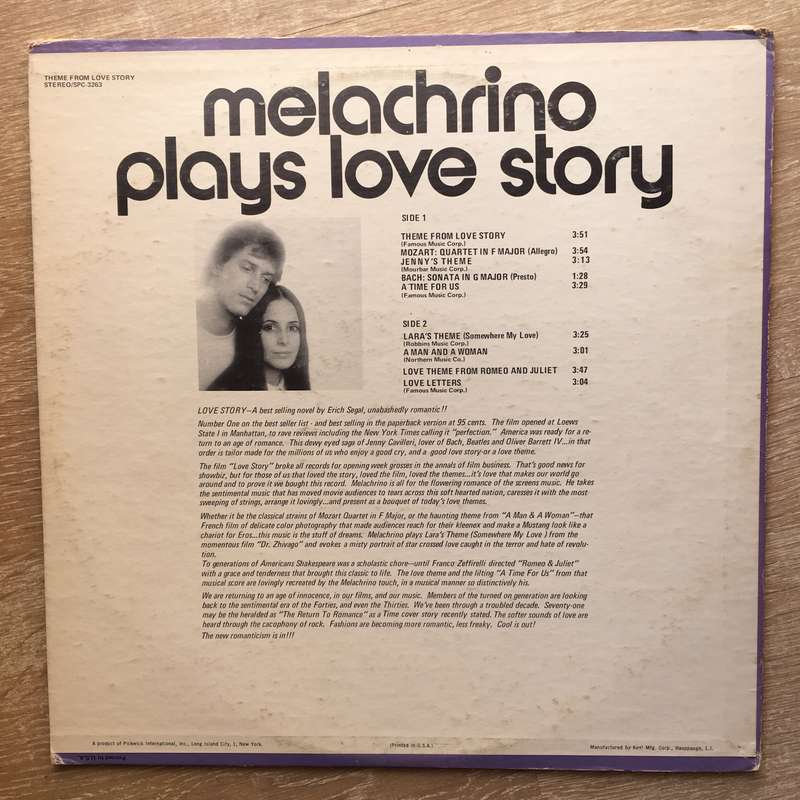 THEME FROM LOVE STORY
STEREO/SPC-3263
melachrino
plays love story
SIDE 1
THEME FROM LOVE STORY 3:51
(Famous Music Corp.)
MOZART: QUARTET IN F MAJOR (Allegro) 3:54
JENNY'S THEME 3:13
(Mourbar Music Corp.)
BACH: SONATA IN G MAJOR (Presto) 1:28
A TIME FOR US 3:29
(Famous Music Corp.)
SIDE 2
LARA'S THEME (Somewhere My Love) 3:25
(Robbins Music Corp.)
A MAN AND A WOMAN 3:01
(Northern Music Co.)
LOVE THEME FROM ROMEO AND JULIET 3:47
LOVE LETTERS 3:04
(Famous Music Corp.)
LOVE STORY—A best selling novel by Erich Segal, unabashedly romantic!!
Number One on the best seller list - and best selling in the paperback version at 95 cents. The film opened at Loews
State I in Manhattan, to rave reviews including the New York Times calling it "perfection." America was ready for a re-
turn to an age of romance. This dewy eyed saga of Jenny Cavilleri, lover of Bach, Beatles and Oliver Barrett IV...in that
order is tailor made for the millions of us who enjoy a good cry, and a good love story-or a love theme.
The film "Love Story" broke all records for opening week grosses in the annals of film business. That's good news for
showbiz, but for those of us that loved the story, loved the film, loved the themes...it's love that makes our world go
around and to prove it we bought this record. Melachrino is all for the flowering romance of the screens music. He takes
the sentimental music that has moved movie audiences to tears across this soft hearted nation, caresses it with the most
sweeping of strings, arrange it lovingly...and present as a bouquet of today's love themes.
Whether it be the classical strains of Mozart Quartet in F Major, or the haunting theme from "A Man & A Woman"—that
French film of delicate color photography that made audiences reach for their kleenex and make a Mustang look like a
chariot for Eros...this music is the stuff of dreams. Melachrino plays Lara's Theme (Somewhere My Love ) from the
momentous film "Dr. Zhivago" and evokes a misty portrait of star crossed love caught in the terror and hate of revolu-
tion.
To generations of Americans Shakespeare was a scholastic chore—until Franco Zeffirelli directed "Romeo & Juliet"
with a grace and tenderness that brought this classic to life. The love theme and the lilting "A Time For Us" from that
musical score are lovingly recreated by the Melachrino touch, in a musical manner so distinctively his.
We are returning to an age of innocence, in our films, and our music. Members of the turned on generation are looking
back to the sentimental era of the Forties, and even the Thirties. We've been through a troubled decade. Seventy-one
may be the heralded as "The Return To Romance" as a Time cover story recently stated. The softer sounds of love are
heard through the cacophony of rock. Fashions are becoming more romantic, less freaky. Cool is out!
The new romanticism is in!!!
A product of Pickwick International, Inc., Long Island City, 1, New York.
(Printed in U.S.A.)
Manufactured by Kent Mfg. Corp., Hauppauge, L.I.
Printed in U.S.A.